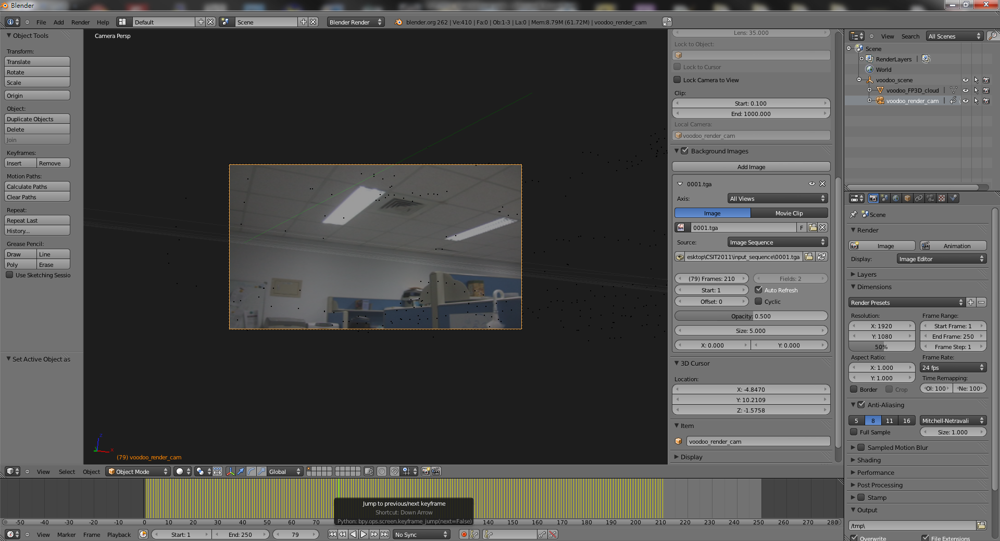 Blender
File Add Render Help Default Scene Blender Render blender.org 262 | Ve:410 | Fa:0 | Ob:1-3 | La:0 | Mem:8.79M (61.72M) | voodoo_render_cam
Object Tools
Transform:
Translate
Rotate
Scale
Origin
Object:
Duplicate Objects
Delete
Join
Keyframes:
Insert Remove
Motion Paths:
Calculate Paths
Clear Paths
Repeat:
Repeat Last
History...
Grease Pencil:
Draw Line
Poly Erase
Use Sketching Sessio
Set Active Object as
Camera Persp
z
x
(79) voodoo_render_cam
Lens: 35.000
Lock to Object:
Lock to Cursor
Lock Camera to View
Clip:
Start: 0.100
End: 1000.000
Local Camera:
voodoo_render_cam
Background Images
Add Image
0001.tga
Axis: All Views
Image Movie Clip
0001.tga F
Source: Image Sequence
esktop\CSIT2011\input_sequence\0001.tga
(79) Frames: 210 Fields: 2
Start: 1 Auto Refresh
Offset: 0 Cyclic
Opacity: 0.500
Size: 5.000
X: 0.000 Y: 0.000
3D Cursor
Location:
X: -4.8470
Y: 10.2109
Z: -1.5758
Item
voodoo_render_cam
Display
View Search All Scenes
Scene
RenderLayers |
World
voodoo_scene
voodoo_FP3D_cloud |
voodoo_render_cam |
Scene
Render
Image Animation
Display: Image Editor
Layers
Dimensions
Render Presets
Resolution: Frame Range:
X: 1920 Start Frame: 1
Y: 1080 End Frame: 250
50% Frame Step: 1
Aspect Ratio: Frame Rate:
X: 1.000 24 fps
Y: 1.000 Time Remapping:
Border Crop Ol: 100 Ne: 100
Anti-Aliasing
5 8 11 16 Mitchell-Netravali
Full Sample Size: 1.000
Sampled Motion Blur
Shading
Performance
Post Processing
Stamp
Output
/tmp\
Overwrite File Extensions
View Select Object Object Mode Global
Jump to previous/next keyframe
Shortcut: Down Arrow
Python: bpy.ops.screen.keyframe_jump(next=False)
-50 -40 -30 -20 -10 0 10 20 30 40 50 60 70 140 150 160 170 180 190 200 210 220 230 240 250 260 270 280
View Marker Frame Playback Start: 1 End: 250 79 No Sync